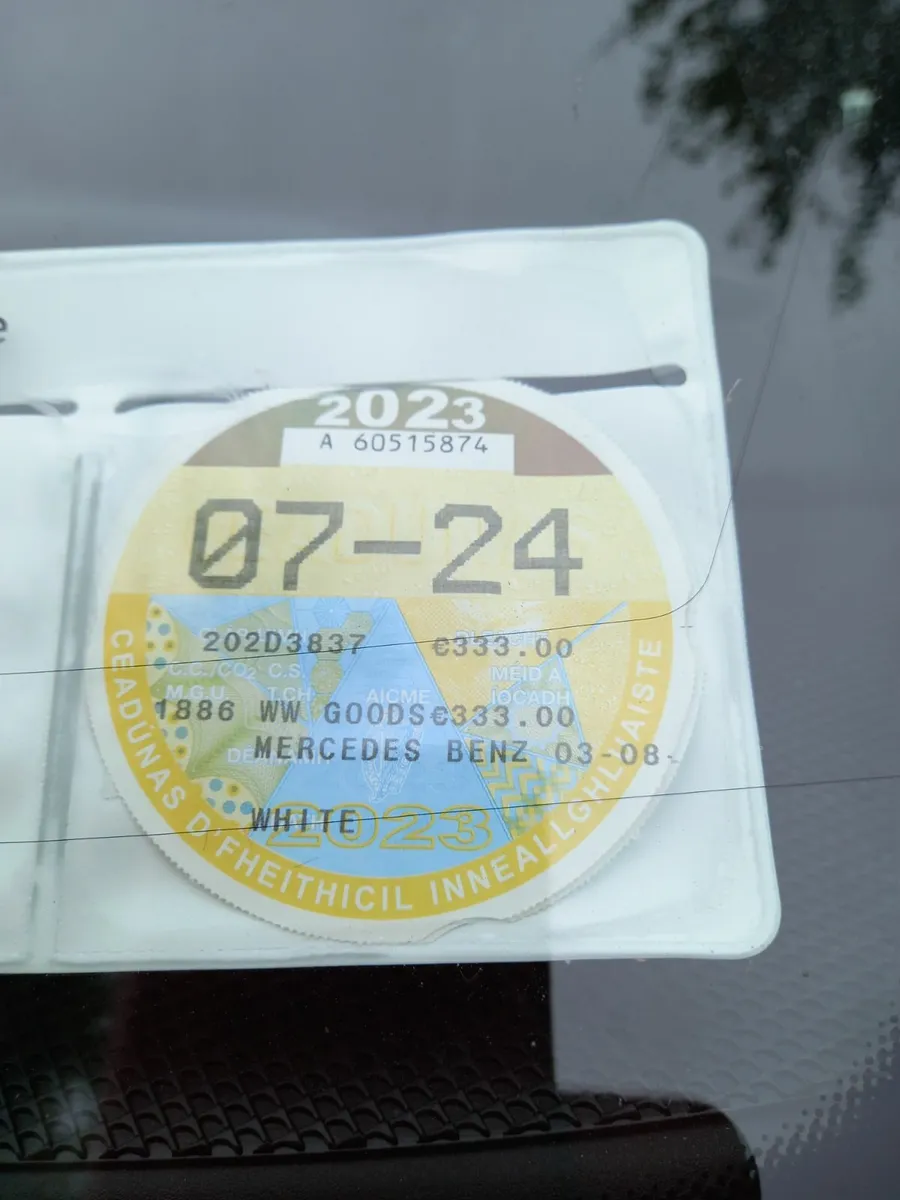 2023
A 60515874
07-24
202D3837 €333.00
C.C./CO2 C.S.
MEID A
M.G.U. T.CH AICME IOCADH
1886 WW GOODS €333.00
MERCEDES BENZ 03 08-
WHITE
2023
CEADÚNAS D'FHEITHICIL INNEALLGHLUAISTE